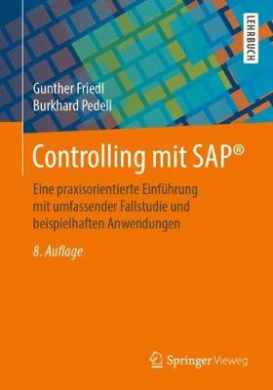 LEHRBUCH
Gunther Friedl
Burkhard Pedell
Controlling mit SAP®
Eine praxisorientierte Einführung
mit umfassender Fallstudie und
beispielhaften Anwendungen
8. Auflage
Springer Vieweg